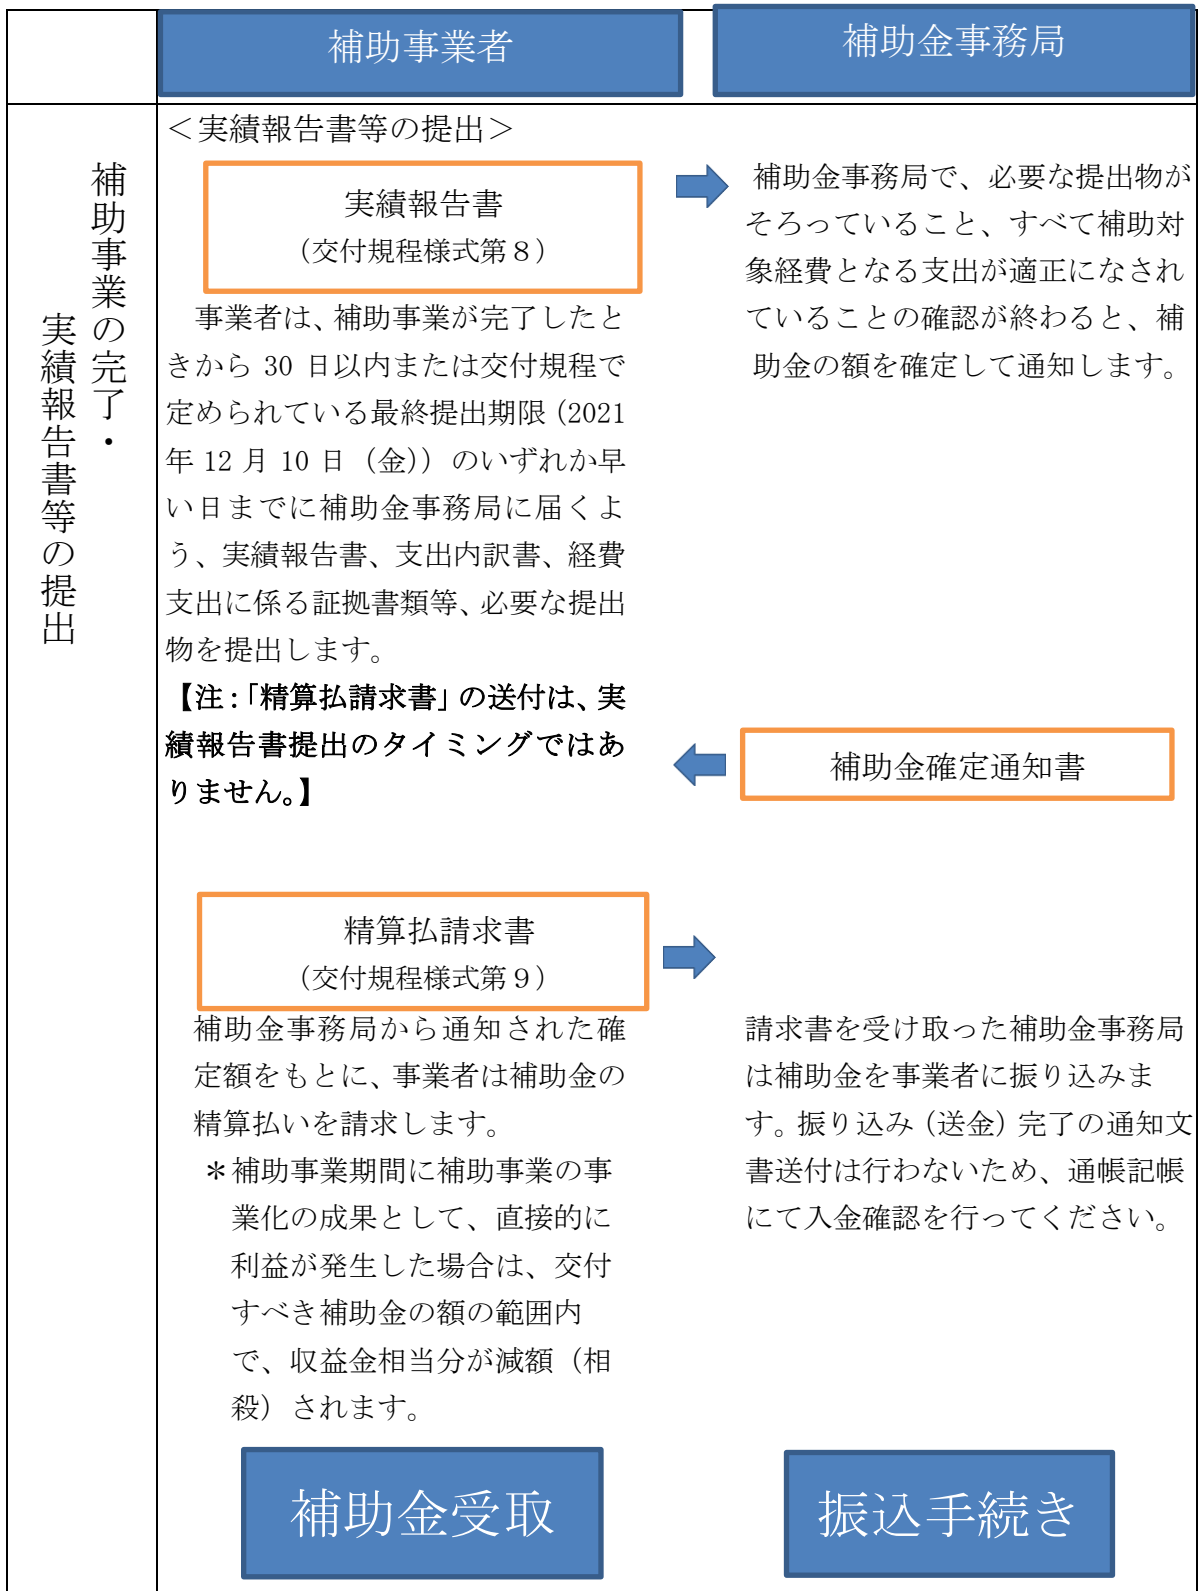 補助事業者
補助金事務局
補助事業の完了・
実績報告書等の提出
＜実績報告書等の提出＞
実績報告書
（交付規程様式第８）
事業者は、補助事業が完了したと
きから 30 日以内または交付規程で
定められている最終提出期限（2021
年 12 月 10 日（金））のいずれか早
い日までに補助金事務局に届くよ
う、実績報告書、支出内訳書、経費
支出に係る証拠書類等、必要な提出
物を提出します。
【注：「精算払請求書」の送付は、実
績報告書提出のタイミングではあ
りません。】
補助金事務局で、必要な提出物が
そろっていること、すべて補助対
象経費となる支出が適正になされ
ていることの確認が終わると、補
助金の額を確定して通知します。
補助金確定通知書
精算払請求書
（交付規程様式第９）
補助金事務局から通知された確
定額をもとに、事業者は補助金の
精算払いを請求します。
＊補助事業期間に補助事業の事
業化の成果として、直接的に
利益が発生した場合は、交付
すべき補助金の額の範囲内
で、収益金相当分が減額（相
殺）されます。
請求書を受け取った補助金事務局
は補助金を事業者に振り込みま
す。振り込み（送金）完了の通知文
書送付は行わないため、通帳記帳
にて入金確認を行ってください。
補助金受取
振込手続き